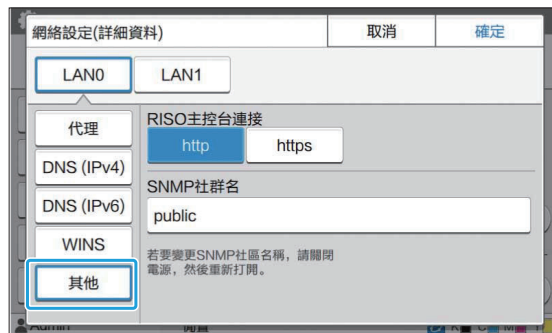 網絡設定(詳細資料)
取消
確定
LAN0
LAN1
代理
DNS (IPv4)
DNS (IPv6)
WINS
其他
RISO主控台連接
http
https
SNMP社群名
public
若要變更SNMP社區名稱，請關閉
電源，然後重新打開。
Admin